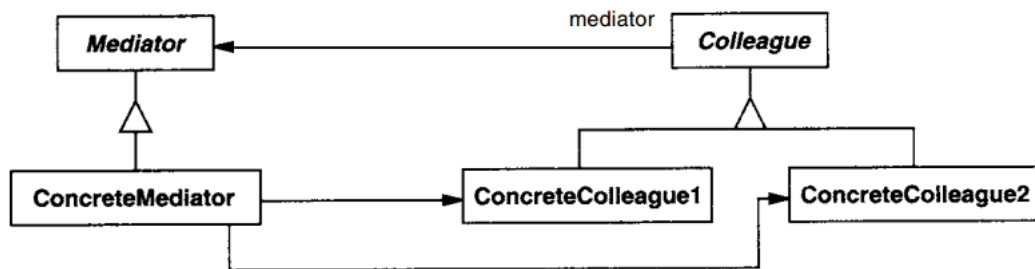 mediator
Mediator
Colleague
ConcreteMediator
ConcreteColleague1
ConcreteColleague2